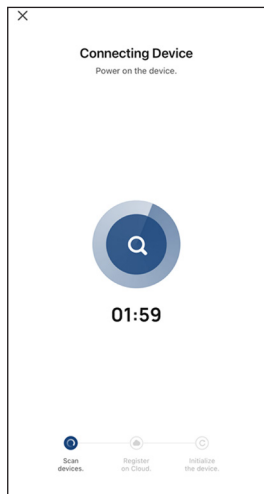 Connecting Device
Power on the device.
01:59
Scan
devices.
Register
on Cloud.
Initialize
the device.